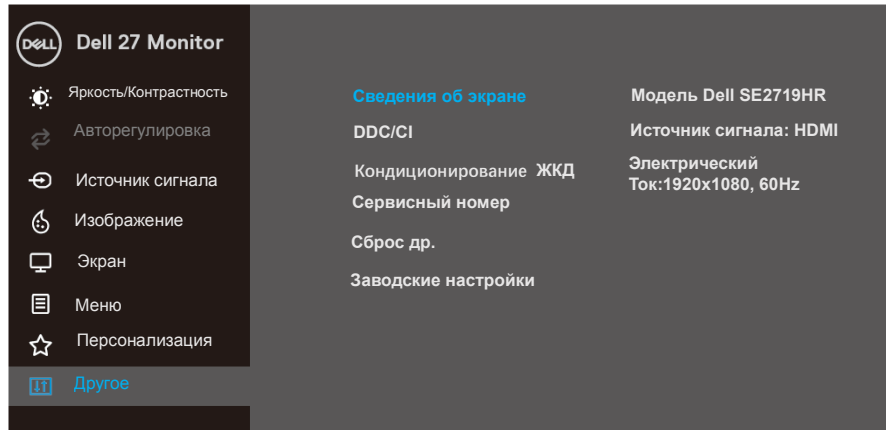 DELL Dell 27 Monitor
Яркость/Контрастность
Авторегулировка
Источник сигнала
Изображение
Экран
Меню
Персонализация
Другое
Сведения об экране
DDC/CI
Кондиционирование ЖКД
Сервисный номер
Сброс др.
Заводские настройки
Модель Dell SE2719HR
Источник сигнала: HDMI
Электрический
Ток:1920x1080, 60Hz